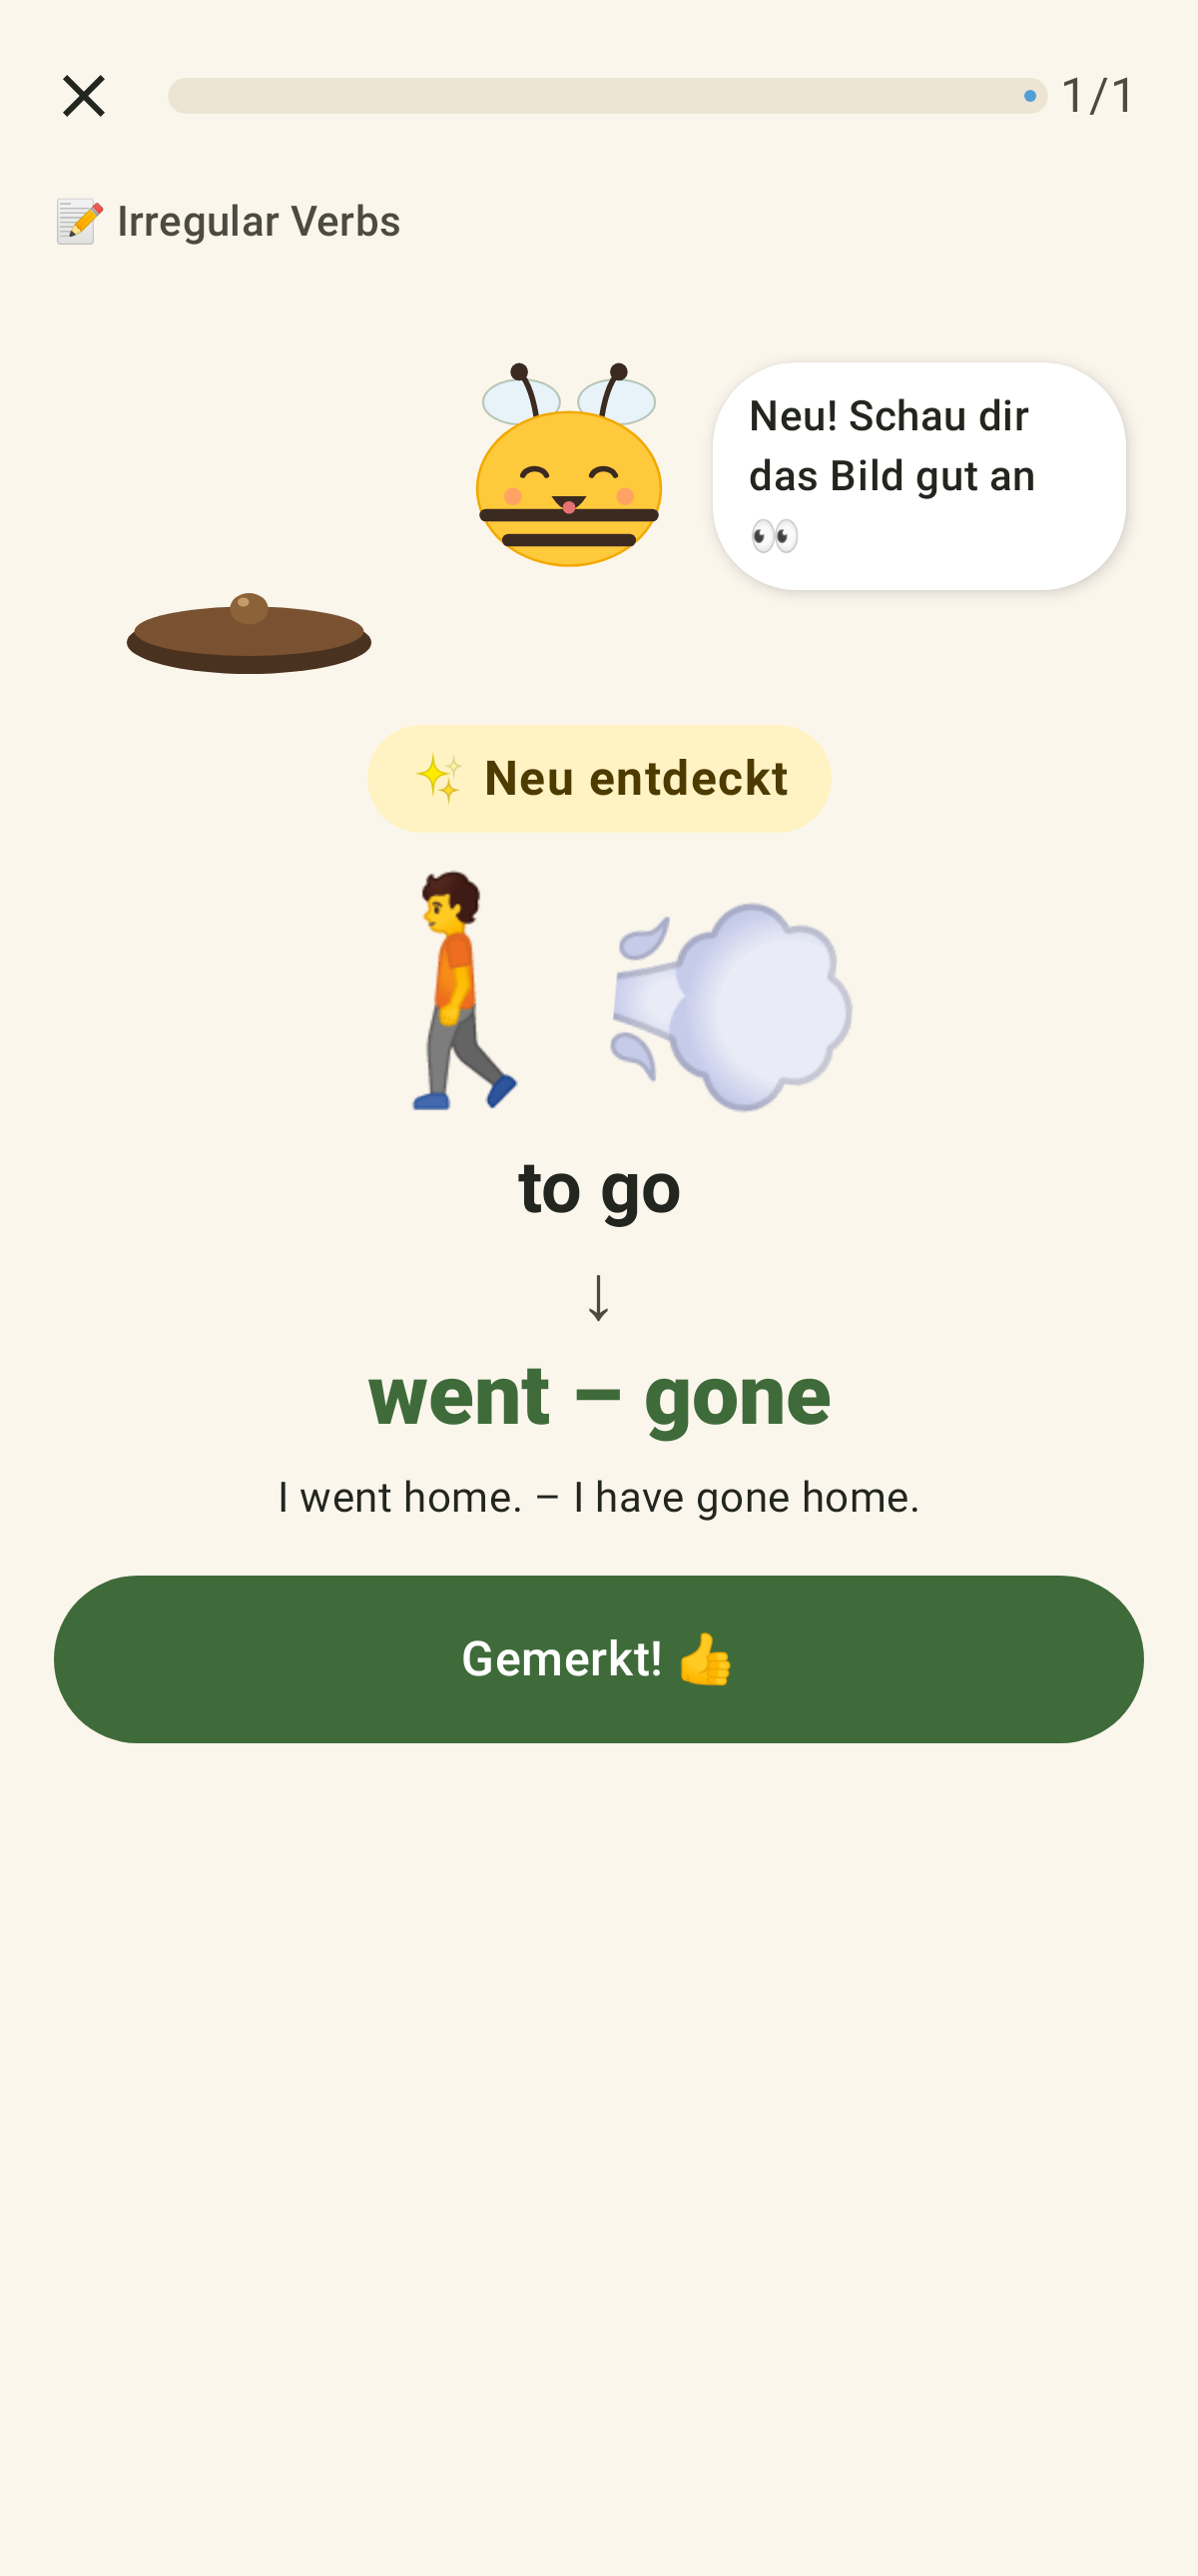 1/1
📝 Irregular Verbs
Neu! Schau dir
das Bild gut an
👀
✨ Neu entdeckt
to go
↓
went – gone
I went home. – I have gone home.
Gemerkt! 👍